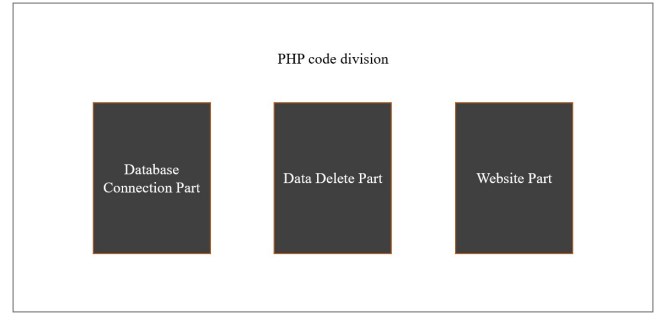 PHP code division
Database
Connection Part
Data Delete Part
Website Part